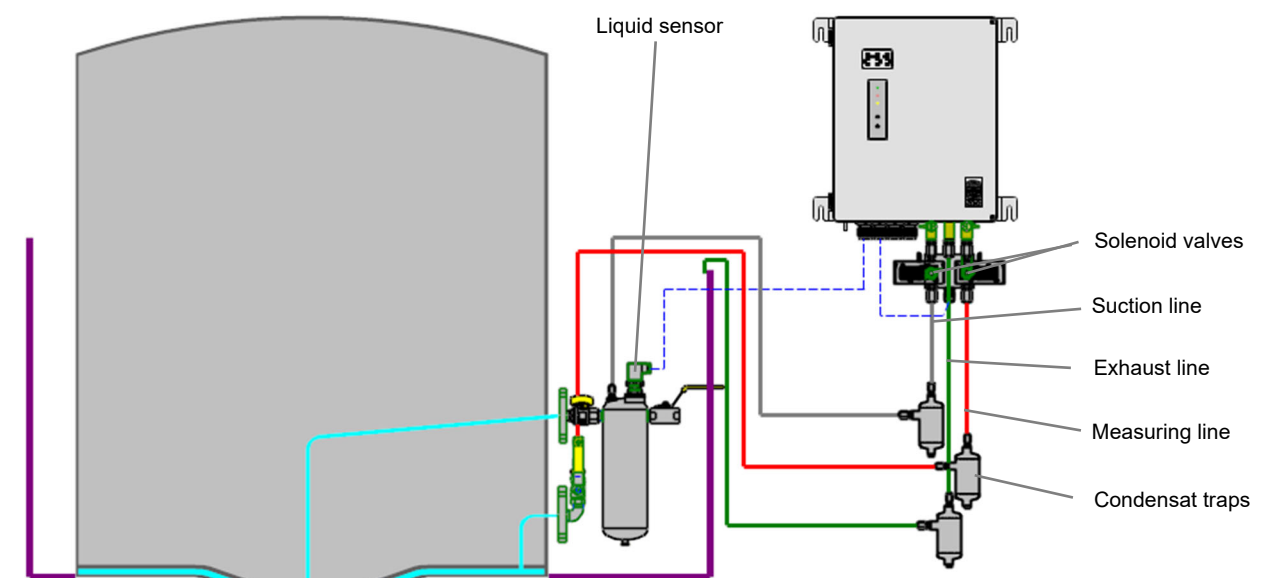 Liquid sensor
Solenoid valves
Suction line
Exhaust line
Measuring line
Condensat traps